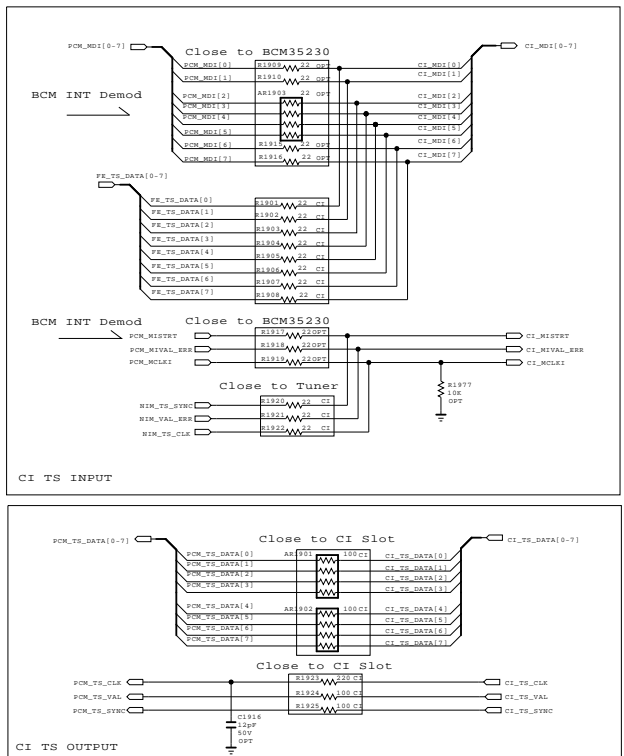 PCM_MDI[0-7]
Close to BCM35230
CI_MDI[0-7]
PCM_MDI[0] R1909 22 OPT CI_MDI[0]
PCM_MDI[1] R1910 22 OPT CI_MDI[1]
BCM INT Demod
PCM_MDI[2] AR1903 22 OPT CI_MDI[2]
PCM_MDI[3] CI_MDI[3]
PCM_MDI[4] CI_MDI[4]
PCM_MDI[5] CI_MDI[5]
PCM_MDI[6] R1915 22 OPT CI_MDI[6]
PCM_MDI[7] R1916 22 OPT CI_MDI[7]
FE_TS_DATA[0-7]
FE_TS_DATA[0] R1901 22 CI
FE_TS_DATA[1] R1902 22 CI
FE_TS_DATA[2] R1903 22 CI
FE_TS_DATA[3] R1904 22 CI
FE_TS_DATA[4] R1905 22 CI
FE_TS_DATA[5] R1906 22 CI
FE_TS_DATA[6] R1907 22 CI
FE_TS_DATA[7] R1908 22 CI
BCM INT Demod
Close to BCM35230
PCM_MISTRT R1917 22OPT CI_MISTRT
PCM_MIVAL_ERR R1918 22OPT CI_MIVAL_ERR
PCM_MCLKI R1919 22OPT CI_MCLKI
R1977
10K
OPT
Close to Tuner
NIM_TS_SYNC R1920 22 CI
NIM_VAL_ERR R1921 22 CI
NIM_TS_CLK R1922 22 CI
CI TS INPUT
PCM_TS_DATA[0-7]
Close to CI Slot
CI_TS_DATA[0-7]
PCM_TS_DATA[0] AR1901 100 CI CI_TS_DATA[0]
PCM_TS_DATA[1] CI_TS_DATA[1]
PCM_TS_DATA[2] CI_TS_DATA[2]
PCM_TS_DATA[3] CI_TS_DATA[3]
PCM_TS_DATA[4] AR1902 100 CI CI_TS_DATA[4]
PCM_TS_DATA[5] CI_TS_DATA[5]
PCM_TS_DATA[6] CI_TS_DATA[6]
PCM_TS_DATA[7] CI_TS_DATA[7]
Close to CI Slot
PCM_TS_CLK R1923 220 CI CI_TS_CLK
PCM_TS_VAL R1924 100 CI CI_TS_VAL
PCM_TS_SYNC R1925 100 CI CI_TS_SYNC
C1916
12pF
50V
OPT
CI TS OUTPUT